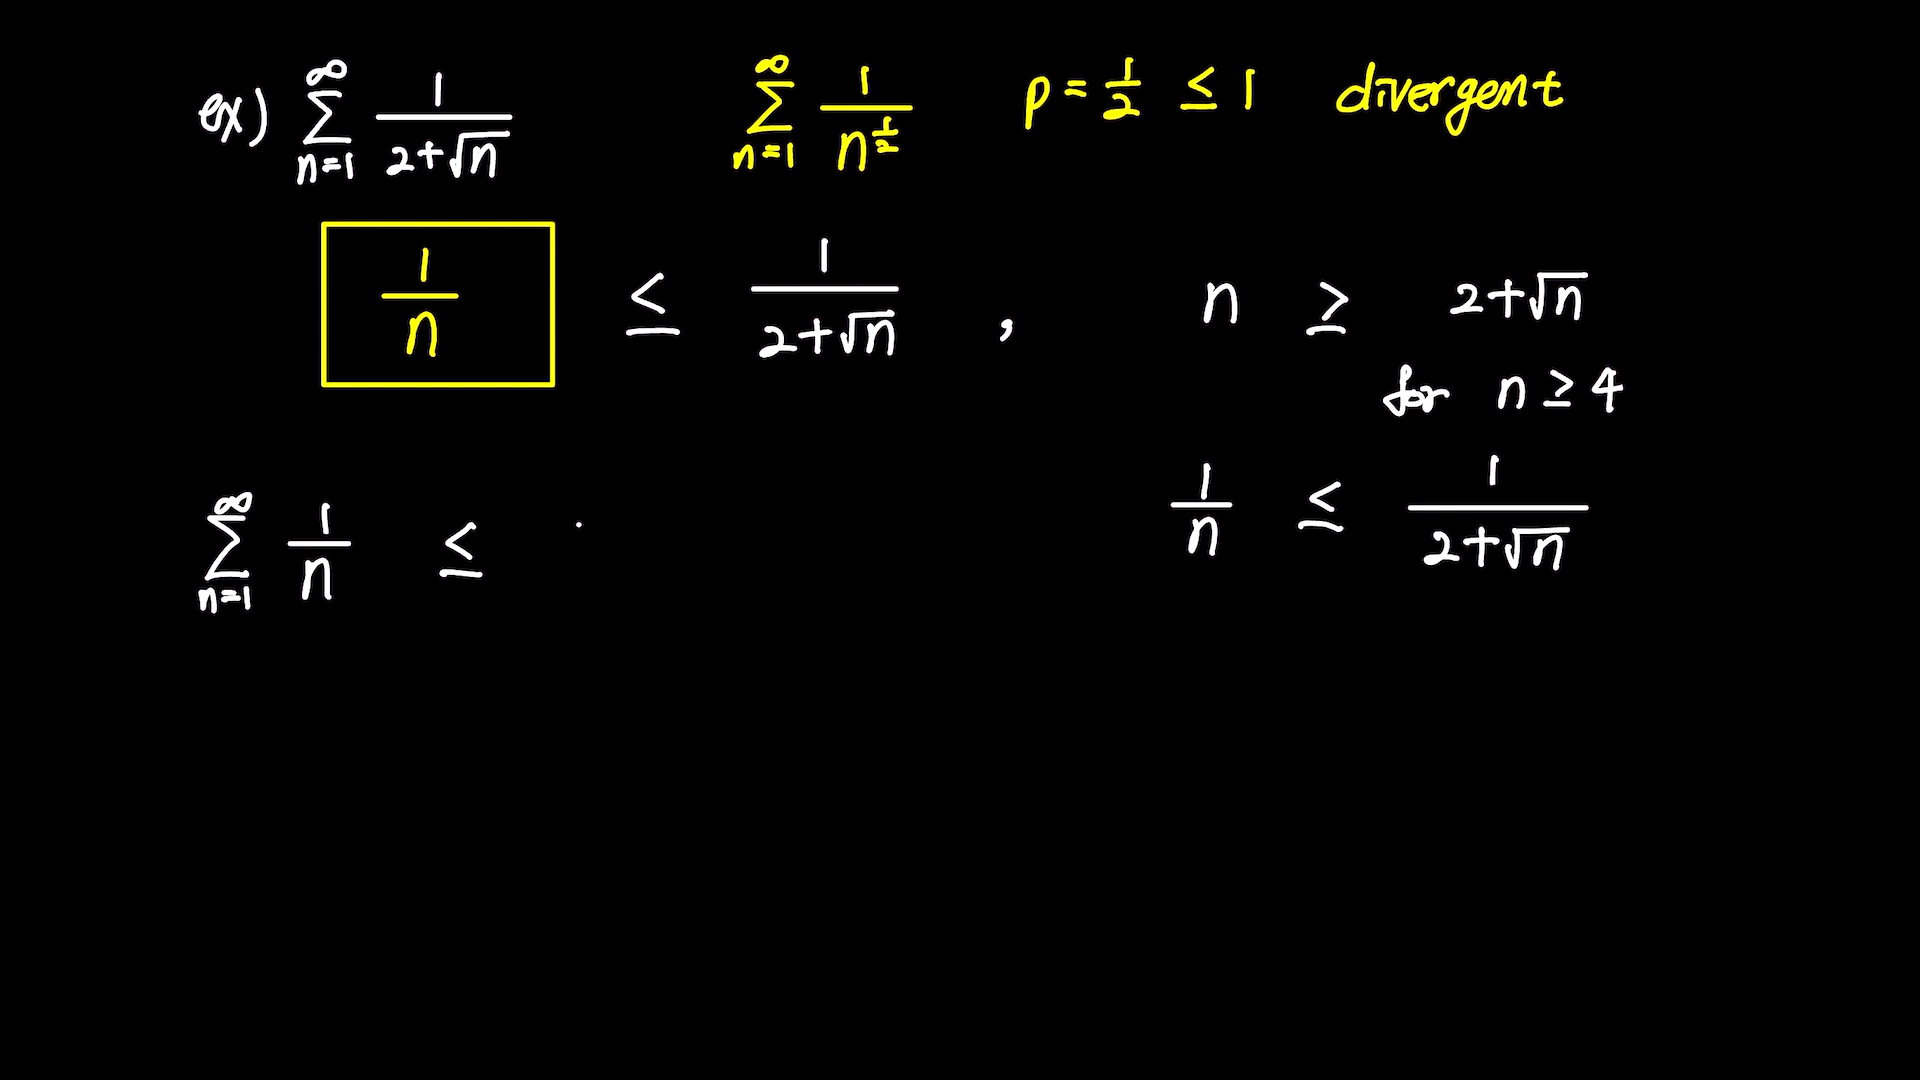 ex) ∞ ∑ n=1 1/(2+√n)   ∞ ∑ n=1 1/n^(1/2)   p = 1/2 ≤ 1   divergent
1/n ≤ 1/(2+√n) ,   n ≥ 2+√n
for n ≥ 4
∞ ∑ n=1 1/n ≤   1/n ≤ 1/(2+√n)